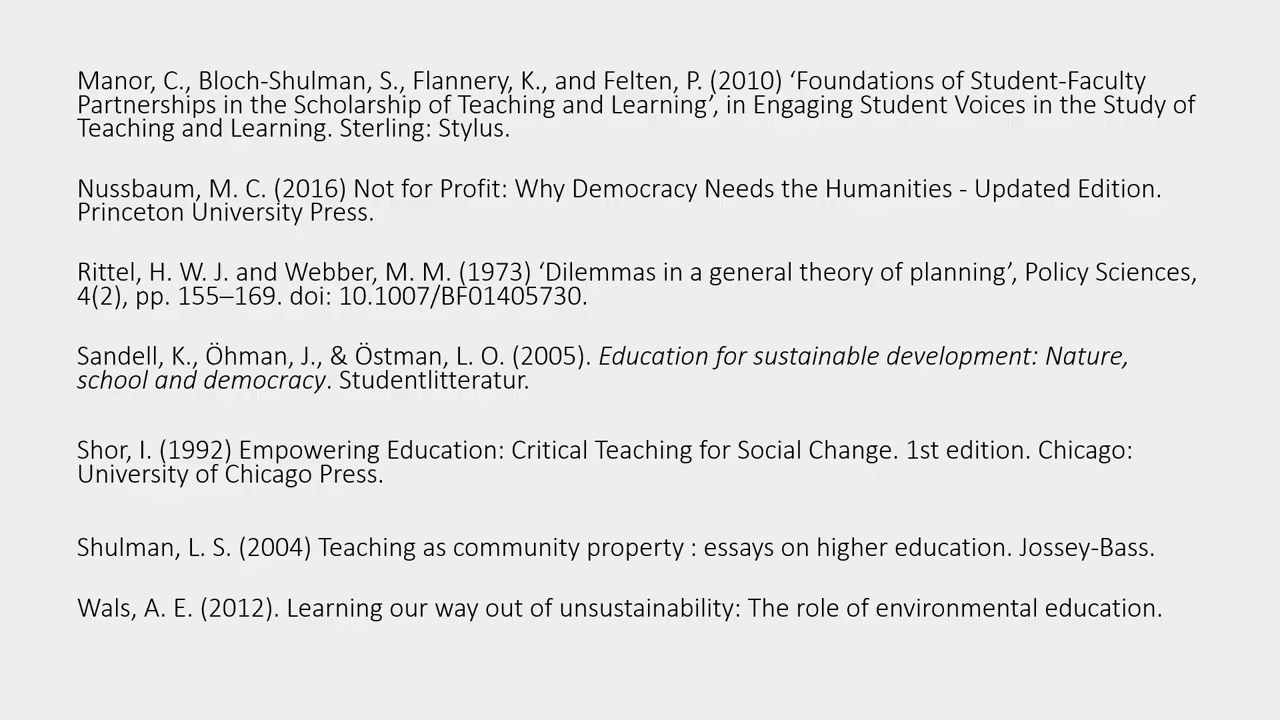 Manor, C., Bloch-Shulman, S., Flannery, K., and Felten, P. (2010) ‘Foundations of Student-Faculty
Partnerships in the Scholarship of Teaching and Learning’, in Engaging Student Voices in the Study of
Teaching and Learning. Sterling: Stylus.
Nussbaum, M. C. (2016) Not for Profit: Why Democracy Needs the Humanities - Updated Edition.
Princeton University Press.
Rittel, H. W. J. and Webber, M. M. (1973) ‘Dilemmas in a general theory of planning’, Policy Sciences,
4(2), pp. 155–169. doi: 10.1007/BF01405730.
Sandell, K., Öhman, J., & Östman, L. O. (2005). Education for sustainable development: Nature,
school and democracy. Studentlitteratur.
Shor, I. (1992) Empowering Education: Critical Teaching for Social Change. 1st edition. Chicago:
University of Chicago Press.
Shulman, L. S. (2004) Teaching as community property : essays on higher education. Jossey-Bass.
Wals, A. E. (2012). Learning our way out of unsustainability: The role of environmental education.